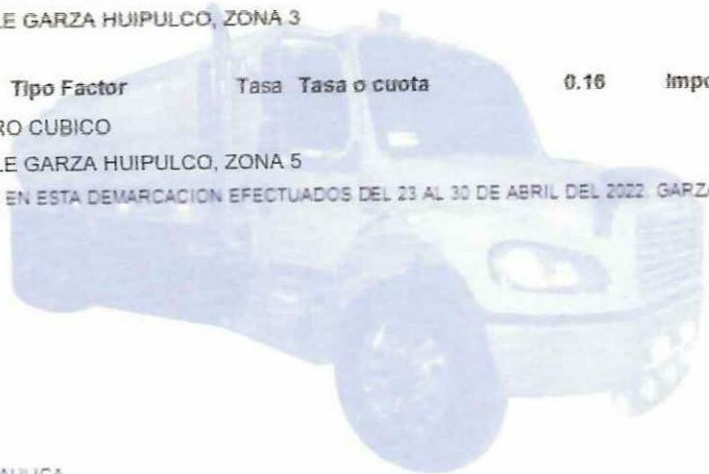 LE GARZA HUIPULCO, ZONA 3
Tipo Factor Tasa Tasa o cuota 0.16 Impo
RO CUBICO
LE GARZA HUIPULCO, ZONA 5
EN ESTA DEMARCACION EFECTUADOS DEL 23 AL 30 DE ABRIL DEL 2022. GARZA